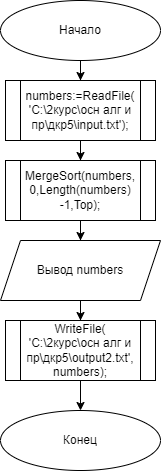 Начало
numbers:=ReadFile(
'C:\2курс\осн алг и
пр\дкр5\input.txt');
MergeSort(numbers,
0,Length(numbers)
-1,Top);
Вывод numbers
WriteFile(
'C:\2курс\осн алг и
пр\дкр5\output2.txt',
numbers);
Конец